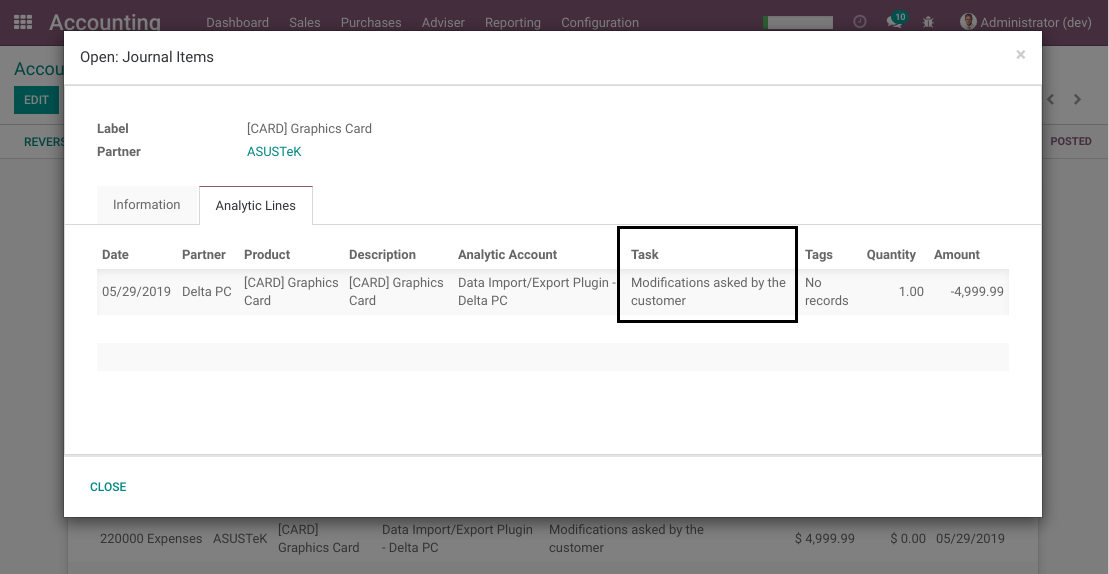 Accounting Dashboard Sales Purchases Adviser Reporting Configuration 10 Administrator (dev)
Accou
Open: Journal Items ×
EDIT
REVERS
POSTED
Label [CARD] Graphics Card
Partner ASUSTeK
Information Analytic Lines
Date Partner Product Description Analytic Account Task Tags Quantity Amount
05/29/2019 Delta PC [CARD] Graphics [CARD] Graphics Data Import/Export Plugin - Modifications asked by the No 1.00 -4,999.99
Card Card Delta PC customer records
CLOSE
220000 Expenses ASUSTeK [CARD] Data Import/Export Plugin Modifications asked by the $ 4,999.99 $ 0.00 05/29/2019
Graphics Card - Delta PC customer